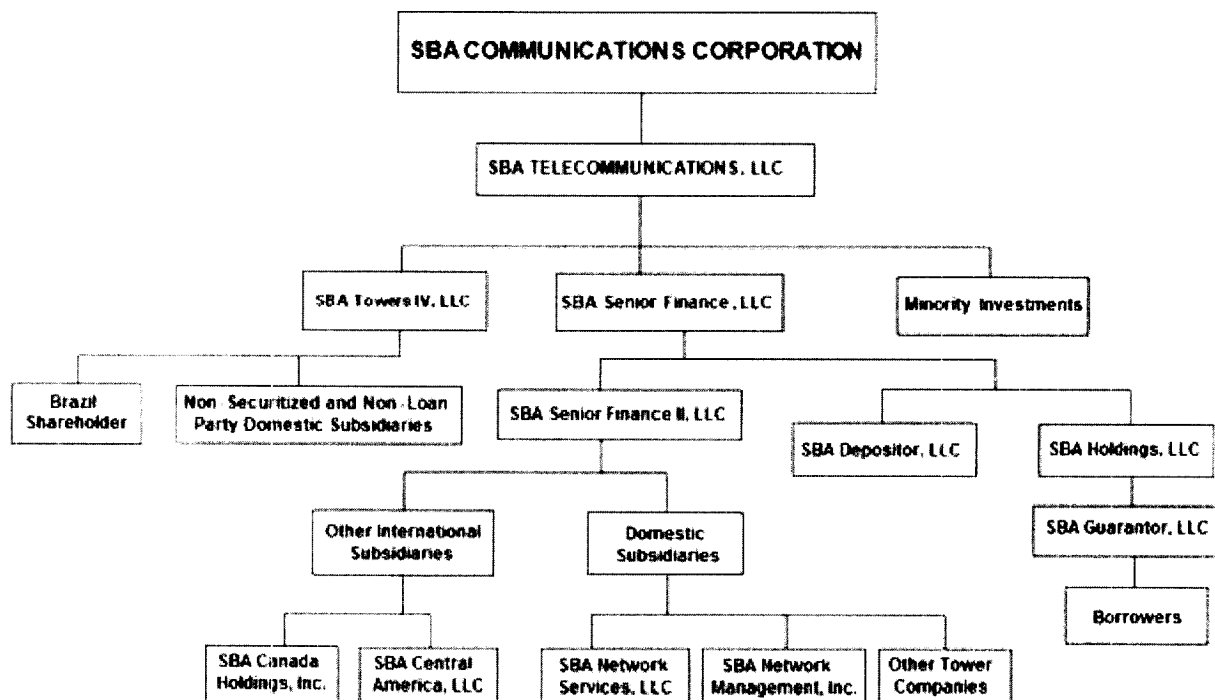 SBA COMMUNICATIONS CORPORATION
SBA TELECOMMUNICATIONS, LLC
SBA Towers IV, LLC
SBA Senior Finance, LLC
Minority Investments
Brazil
Shareholder
Non-Securitized and Non-Loan
Party Domestic Subsidiaries
SBA Senior Finance II, LLC
SBA Depositor, LLC
SBA Holdings, LLC
Other International
Subsidiaries
Domestic
Subsidiaries
SBA Guarantor, LLC
Borrowers
SBA Canada
Holdings, Inc.
SBA Central
America, LLC
SBA Network
Services, LLC
SBA Network
Management, Inc.
Other Tower
Companies